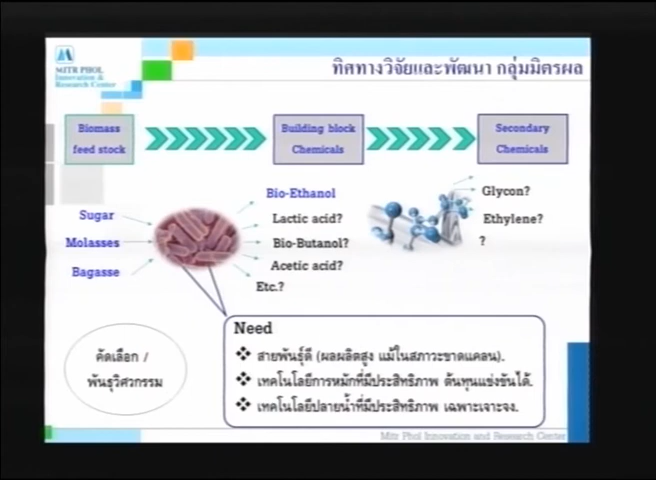 MITR PHOL
Innovation &
Research Center
ทิศทางวิจัยและพัฒนา กลุ่มมิตรผล
Biomass
feed stock
Building block
Chemicals
Secondary
Chemicals
Sugar
Molasses
Bagasse
Bio-Ethanol
Lactic acid?
Bio-Butanol?
Acetic acid?
Etc.?
Glycon?
Ethylene?
?
คัดเลือก /
พันธุวิศวกรรม
Need
❖ สายพันธุ์ดี (ผลผลิตสูง แม้ในสภาวะขาดแคลน).
❖ เทคโนโลยีการหมักที่มีประสิทธิภาพ ต้นทุนแข่งขันได้.
❖ เทคโนโลยีปลายน้ำที่มีประสิทธิภาพ เฉพาะเจาะจง.
Mitr Phol Innovation and Research Center